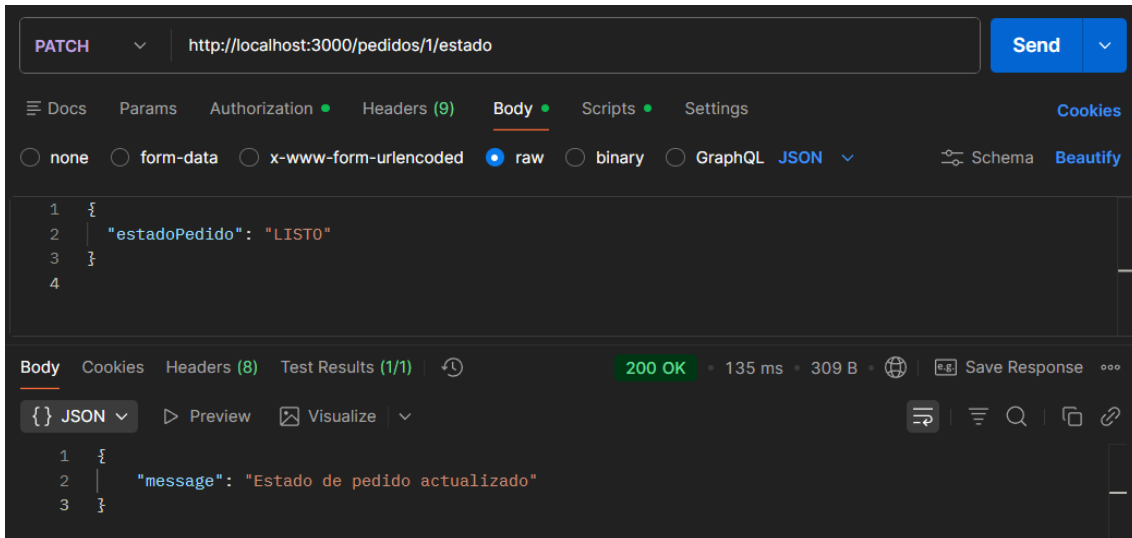 PATCH http://localhost:3000/pedidos/1/estado Send
Docs Params Authorization Headers (9) Body Scripts Settings Cookies
none form-data x-www-form-urlencoded raw binary GraphQL JSON Schema Beautify
1 {
2 "estadoPedido": "LISTO"
3 }
4
Body Cookies Headers (8) Test Results (1/1) 200 OK • 135 ms • 309 B e.g. Save Response
{} JSON Preview Visualize
1 {
2 "message": "Estado de pedido actualizado"
3 }